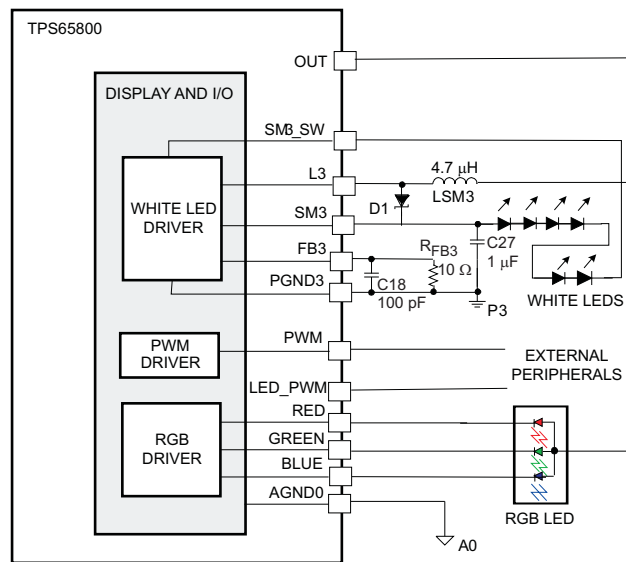 TPS65800
OUT
DISPLAY AND I/O
SM3_SW
L3
4.7 μH
LSM3
WHITE LED
DRIVER
D1
SM3
FB3
RFB3
10 Ω
C27
1 μF
C18
100 pF
PGND3
P3
WHITE LEDS
PWM
DRIVER
PWM
EXTERNAL
PERIPHERALS
LED_PWM
RED
RGB
DRIVER
GREEN
BLUE
AGND0
RGB LED
A0